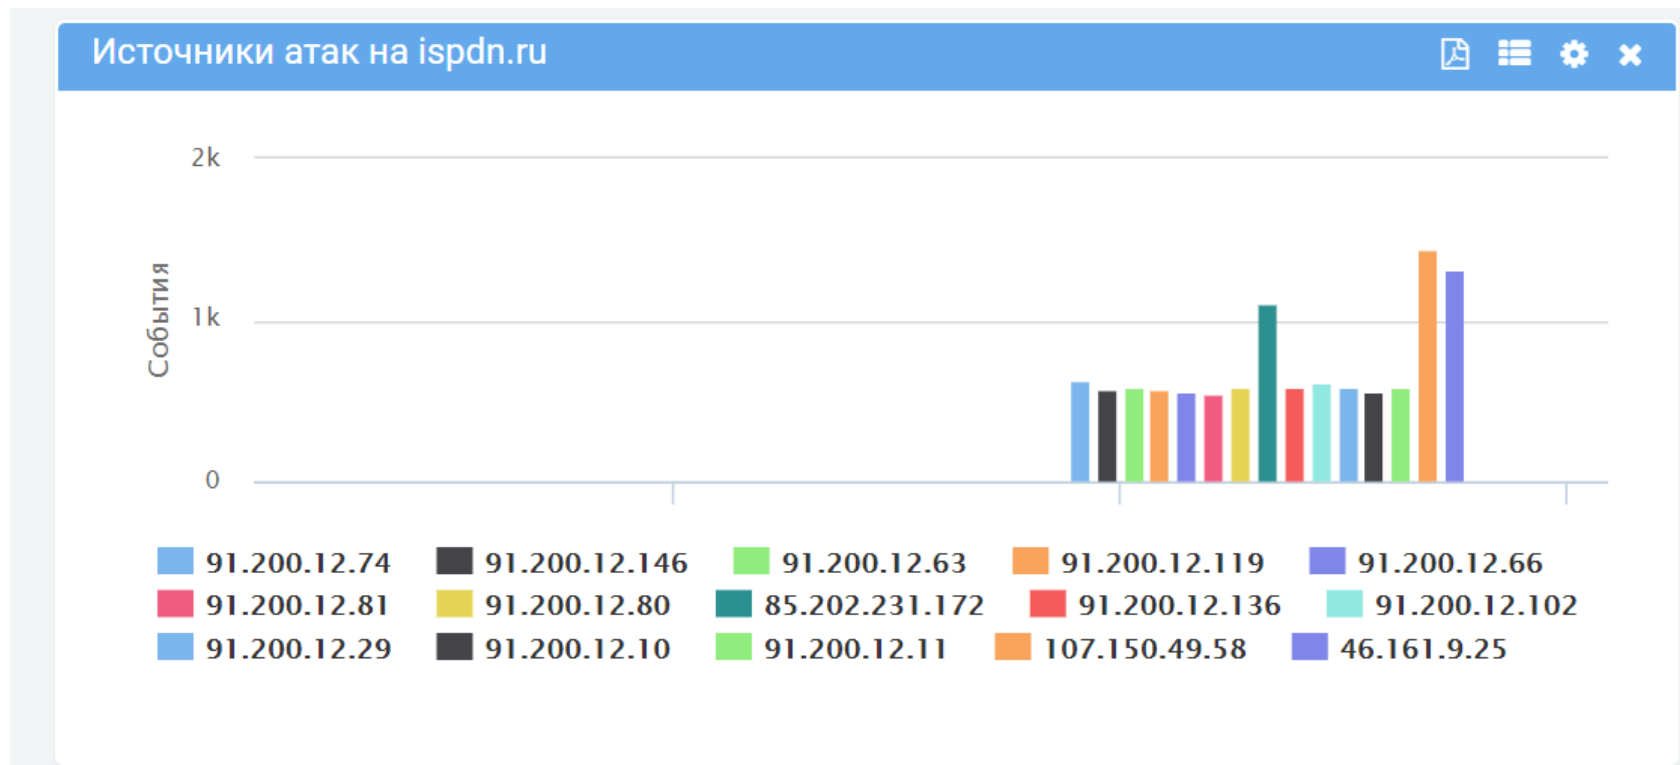 Источники атак на ispdn.ru
2k
События
1k
0
91.200.12.74 91.200.12.146 91.200.12.63 91.200.12.119 91.200.12.66
91.200.12.81 91.200.12.80 85.202.231.172 91.200.12.136 91.200.12.102
91.200.12.29 91.200.12.10 91.200.12.11 107.150.49.58 46.161.9.25